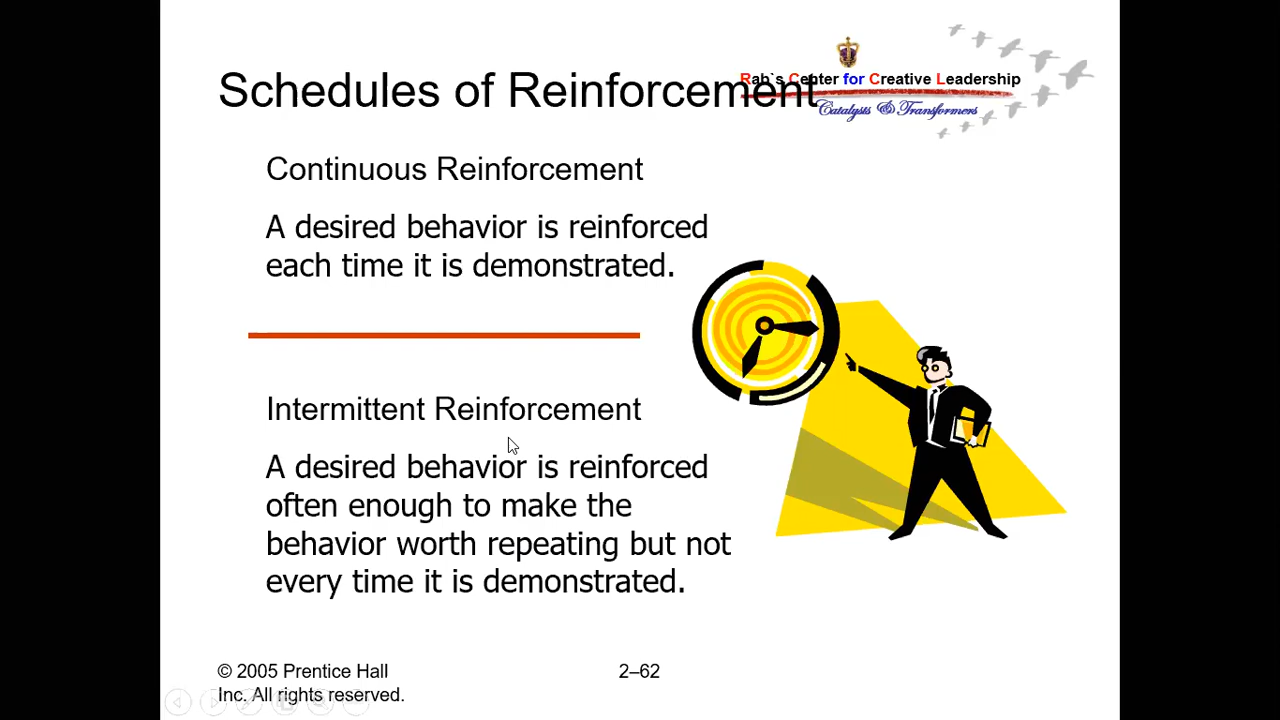 Schedules of Reinforcement
Rab`s Center for Creative Leadership
Catalysts & Transformers
Continuous Reinforcement
A desired behavior is reinforced
each time it is demonstrated.
Intermittent Reinforcement
A desired behavior is reinforced
often enough to make the
behavior worth repeating but not
every time it is demonstrated.
© 2005 Prentice Hall
Inc. All rights reserved.
2–62